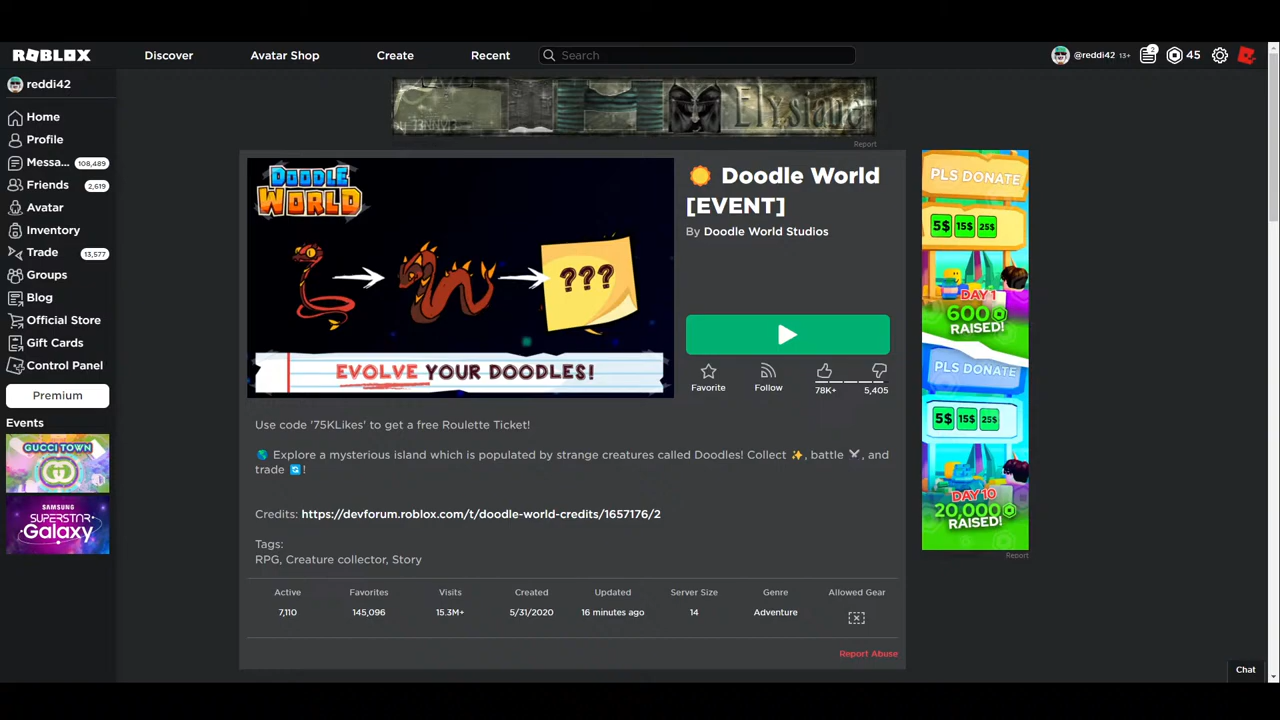 ROBLOX
Discover
Avatar Shop
Create
Recent
Search
@reddi42 13+
2
45
reddi42
Home
Profile
Messa... 108,489
Friends 2,619
Avatar
Inventory
Trade 13,577
Groups
Blog
Official Store
Gift Cards
Control Panel
Premium
Events
GUCCI TOWN
SAMSUNG
SUPERSTAR
Galaxy
Elysiana
Report
DOODLE
WORLD
???
EVOLVE YOUR DOODLES!
Doodle World
[EVENT]
By Doodle World Studios
Favorite
Follow
78K+
5,405
Use code '75KLikes' to get a free Roulette Ticket!
Explore a mysterious island which is populated by strange creatures called Doodles! Collect ✨, battle ⚔, and
trade 🔄!
Credits: https://devforum.roblox.com/t/doodle-world-credits/1657176/2
Tags:
RPG, Creature collector, Story
Active Favorites Visits Created Updated Server Size Genre Allowed Gear
7,110 145,096 15.3M+ 5/31/2020 16 minutes ago 14 Adventure
Report Abuse
PLS DONATE
5$ 15$ 25$
DAY 1
600
RAISED!
PLS DONATE
5$ 15$ 25$
DAY 10
20,000
RAISED!
Report
Chat